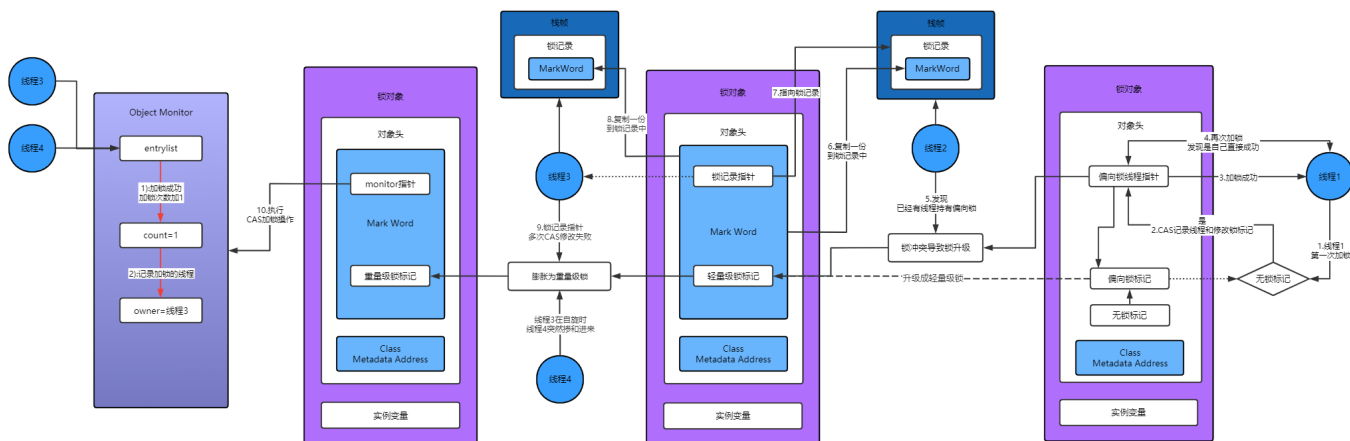 线程3
线程4
Object Monitor
entrylist
1):加锁成功
加锁次数加1
count=1
2):记录加锁的线程
owner=线程3
10.执行
CAS加锁操作
锁对象
对象头
monitor指针
Mark Word
重量级锁标记
Class
Metadata Address
实例变量
栈帧
锁记录
MarkWord
8.复制一份
到锁记录中
线程3
9.锁记录指针
多次CAS修改失败
膨胀为重量级锁
线程3在自旋时
线程4突然掺和进来
线程4
锁对象
对象头
锁记录指针
Mark Word
轻量级锁标记
Class
Metadata Address
实例变量
7.指向锁记录
6.复制一份
到锁记录中
栈帧
锁记录
MarkWord
线程2
5.发现
已经有线程持有偏向锁
锁冲突导致锁升级
升级成轻量级锁
锁对象
对象头
偏向锁线程指针
偏向锁标记
无锁标记
Class
Metadata Address
实例变量
4.再次加锁
发现是自己直接成功
3.加锁成功
线程1
是
2.CAS记录线程和修改锁标记
1.线程1
第一次加锁
无锁标记